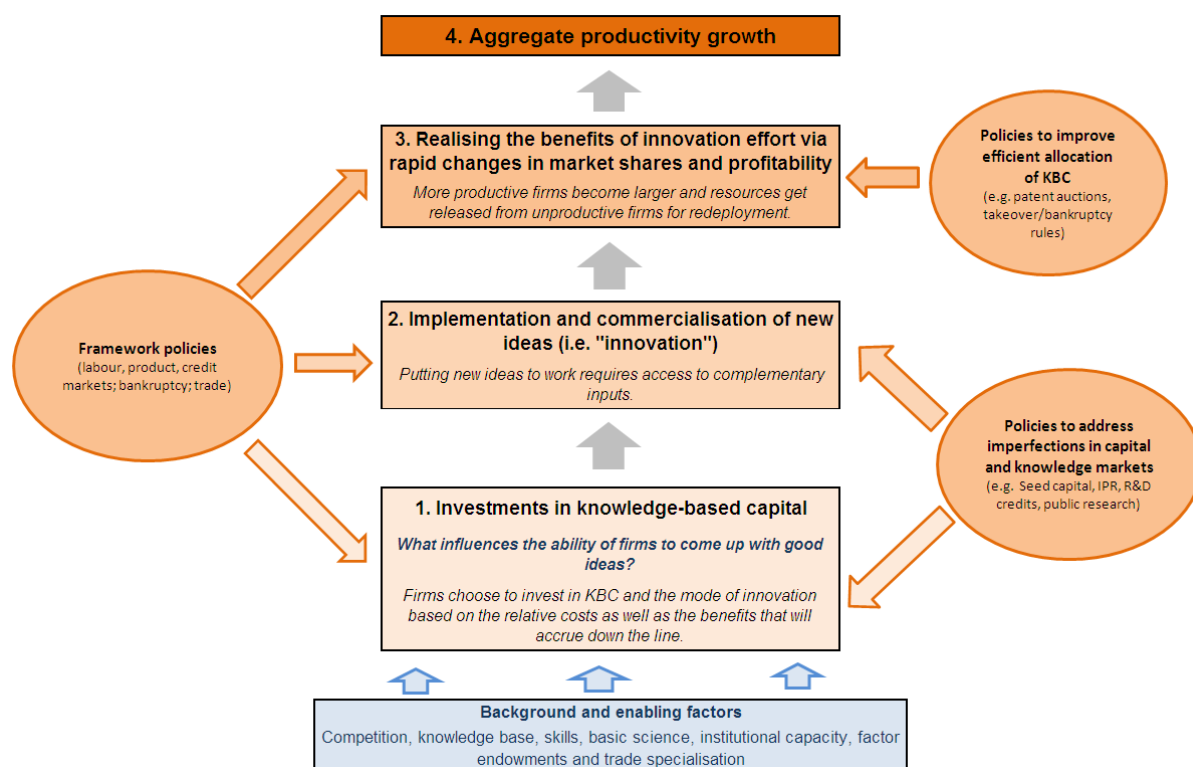 4. Aggregate productivity growth
3. Realising the benefits of innovation effort via
rapid changes in market shares and profitability
More productive firms become larger and resources get
released from unproductive firms for redeployment.
Policies to improve
efficient allocation
of KBC
(e.g. patent auctions,
takeover/bankruptcy
rules)
2. Implementation and commercialisation of new
ideas (i.e. "innovation")
Putting new ideas to work requires access to complementary
inputs.
Framework policies
(labour, product, credit
markets; bankruptcy; trade)
Policies to address
imperfections in capital
and knowledge markets
(e.g. Seed capital, IPR, R&D
credits, public research)
1. Investments in knowledge-based capital
What influences the ability of firms to come up with good
ideas?
Firms choose to invest in KBC and the mode of innovation
based on the relative costs as well as the benefits that will
accrue down the line.
Background and enabling factors
Competition, knowledge base, skills, basic science, institutional capacity, factor
endowments and trade specialisation